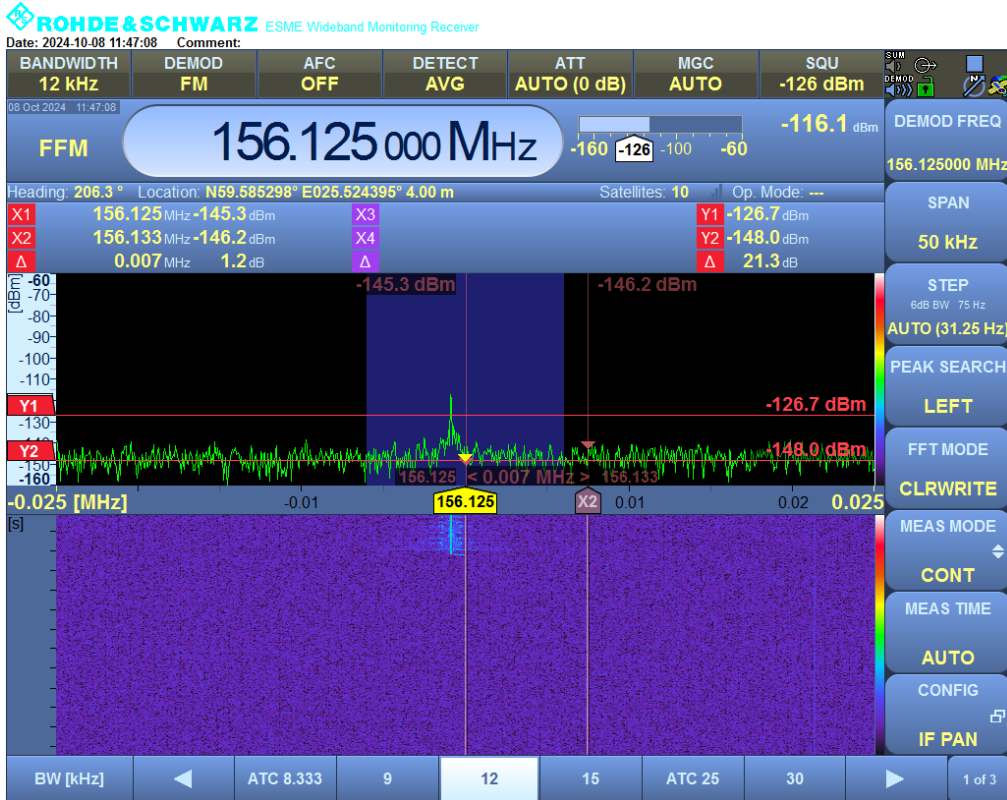 ROHDE & SCHWARZ ESME Wideband Monitoring Receiver
Date: 2024-10-08 11:47:08 Comment:
BANDWIDTH DEMOD AFC DETECT ATT MGC SQU
12 kHz FM OFF AVG AUTO (0 dB) AUTO -126 dBm
SUM
DEMOD
08 Oct 2024 11:47:08
FFM 156.125 000 MHz
-160 -126 -100 -60
-116.1 dBm
DEMOD FREQ
156.125000 MHz
Heading: 206.3 ° Location: N59.585298° E025.524395° 4.00 m Satellites: 10 Op. Mode: ---
X1 156.125 MHz -145.3 dBm X3 Y1 -126.7 dBm
X2 156.133 MHz -146.2 dBm X4 Y2 -148.0 dBm
Δ 0.007 MHz 1.2 dB Δ Δ 21.3 dB
SPAN
50 kHz
[dBm]
-60
-70
-80
-90
-100
-110
Y1
-130
Y2
-150
-160
-145.3 dBm -146.2 dBm
-126.7 dBm
-148.0 dBm
156.125 < 0.007 MHz > 156.133
-0.025 [MHz] -0.01 156.125 X2 0.01 0.02 0.025
[s]
STEP
6dB BW 75 Hz
AUTO (31.25 Hz)
PEAK SEARCH
LEFT
FFT MODE
CLRWRITE
MEAS MODE
CONT
MEAS TIME
AUTO
CONFIG
IF PAN
BW [kHz] ATC 8.333 9 12 15 ATC 25 30 1 of 3